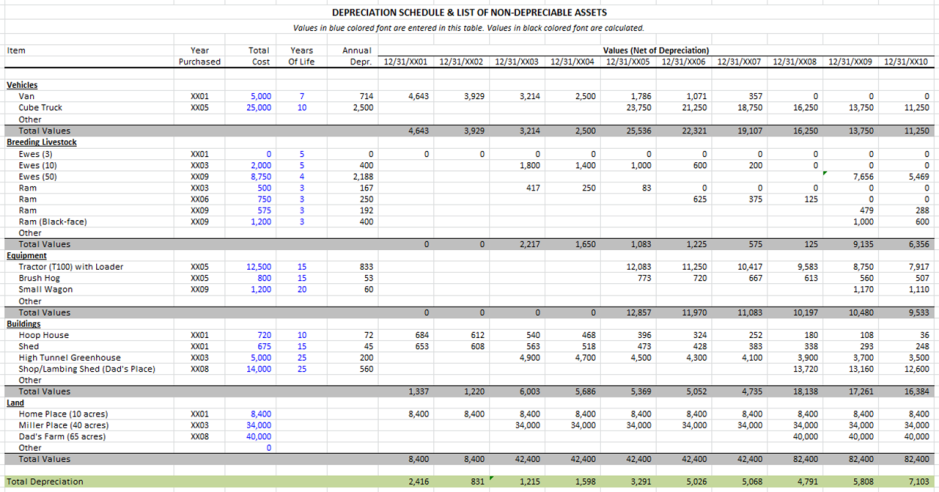 DEPRECIATION SCHEDULE & LIST OF NON-DEPRECIABLE ASSETS
Values in blue colored font are entered in this table. Values in black colored font are calculated.
Item Year Total Years Annual Values (Net of Depreciation)
Purchased Cost Of Life Depr. 12/31/XX01 12/31/XX02 12/31/XX03 12/31/XX04 12/31/XX05 12/31/XX06 12/31/XX07 12/31/XX08 12/31/XX09 12/31/XX10
Vehicles
Van XX01 5,000 7 714 4,643 3,929 3,214 2,500 1,786 1,071 357 0 0 0
Cube Truck XX05 25,000 10 2,500 23,750 21,250 18,750 16,250 13,750 11,250
Other
Total Values 4,643 3,929 3,214 2,500 25,536 22,321 19,107 16,250 13,750 11,250
Breeding Livestock
Ewes (3) XX01 0 5 0 0 0 0 0 0 0 0 0 0 0
Ewes (10) XX03 2,000 5 400 1,800 1,400 1,000 600 200 0 0 0
Ewes (50) XX09 8,750 4 2,188 7,656 5,469
Ram XX03 500 3 167 417 250 83 0 0 0 0 0
Ram XX06 750 3 250 625 375 125 0 0
Ram XX09 575 3 192 479 288
Ram (Black-face) XX09 1,200 3 400 1,000 600
Other
Total Values 0 0 2,217 1,650 1,083 1,225 575 125 9,135 6,356
Equipment
Tractor (T100) with Loader XX05 12,500 15 833 12,083 11,250 10,417 9,583 8,750 7,917
Brush Hog XX05 800 15 53 773 720 667 613 560 507
Small Wagon XX09 1,200 20 60 1,170 1,110
Other
Total Values 0 0 0 0 12,857 11,970 11,083 10,197 10,480 9,533
Buildings
Hoop House XX01 720 10 72 684 612 540 468 396 324 252 180 108 36
Shed XX01 675 15 45 653 608 563 518 473 428 383 338 293 248
High Tunnel Greenhouse XX03 5,000 25 200 4,900 4,700 4,500 4,300 4,100 3,900 3,700 3,500
Shop/Lambing Shed (Dad's Place) XX08 14,000 25 560 13,720 13,160 12,600
Other
Total Values 1,337 1,220 6,003 5,686 5,369 5,052 4,735 18,138 17,261 16,384
Land
Home Place (10 acres) XX01 8,400 8,400 8,400 8,400 8,400 8,400 8,400 8,400 8,400 8,400 8,400
Miller Place (40 acres) XX03 34,000 34,000 34,000 34,000 34,000 34,000 34,000 34,000 34,000
Dad's Farm (65 acres) XX08 40,000 40,000 40,000 40,000
Other 0
Total Values 8,400 8,400 42,400 42,400 42,400 42,400 42,400 82,400 82,400 82,400
Total Depreciation 2,416 831 1,215 1,598 3,291 5,026 5,068 4,791 5,808 7,103